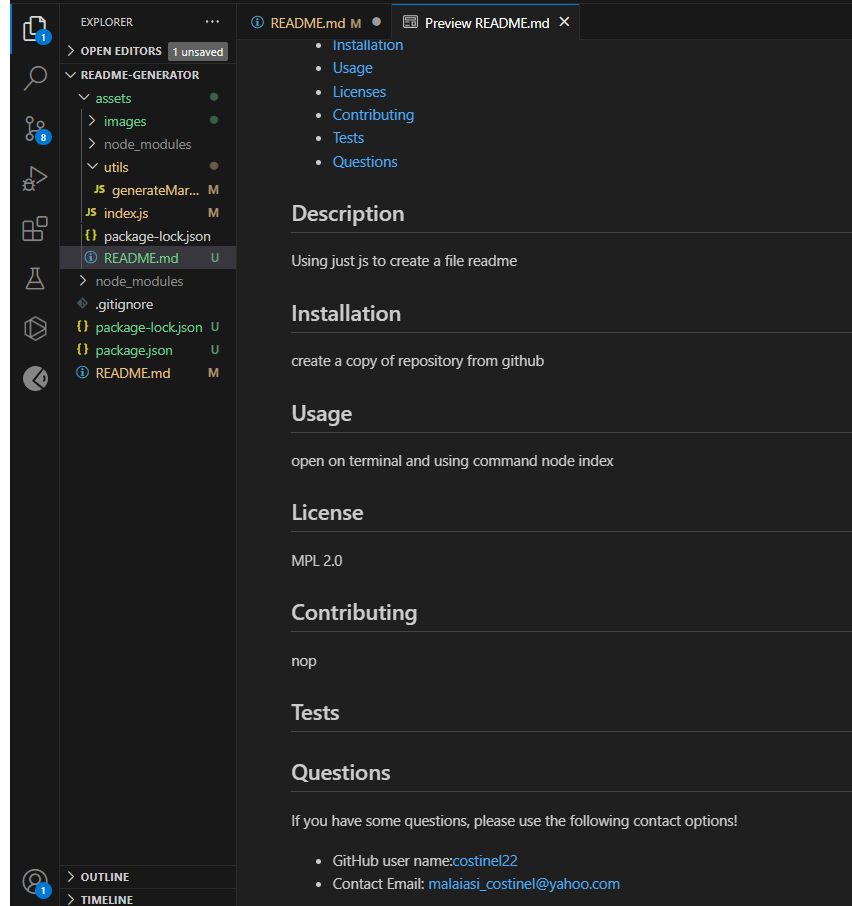 EXPLORER
OPEN EDITORS 1 unsaved
README-GENERATOR
assets
images
node_modules
utils
JS generateMar... M
JS index.js M
{} package-lock.json
README.md U
node_modules
.gitignore
{} package-lock.json U
{} package.json U
README.md M
OUTLINE
TIMELINE
1
8
1
README.md M
Preview README.md
Installation
Usage
Licenses
Contributing
Tests
Questions
Description
Using just js to create a file readme
Installation
create a copy of repository from github
Usage
open on terminal and using command node index
License
MPL 2.0
Contributing
nop
Tests
Questions
If you have some questions, please use the following contact options!
GitHub user name:costinel22
Contact Email: malaiasi_costinel@yahoo.com